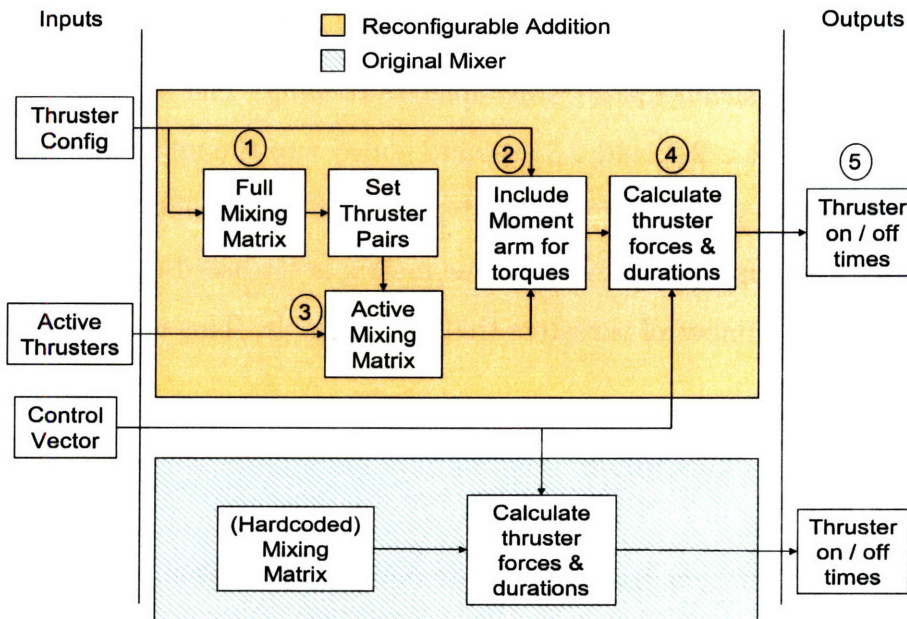 Inputs
Outputs
Reconfigurable Addition
Original Mixer
Thruster
Config
1
Full
Mixing
Matrix
Set
Thruster
Pairs
2
Include
Moment
arm for
torques
4
Calculate
thruster
forces &
durations
5
Thruster
on / off
times
Active
Thrusters
3
Active
Mixing
Matrix
Control
Vector
(Hardcoded)
Mixing
Matrix
Calculate
thruster
forces &
durations
Thruster
on / off
times